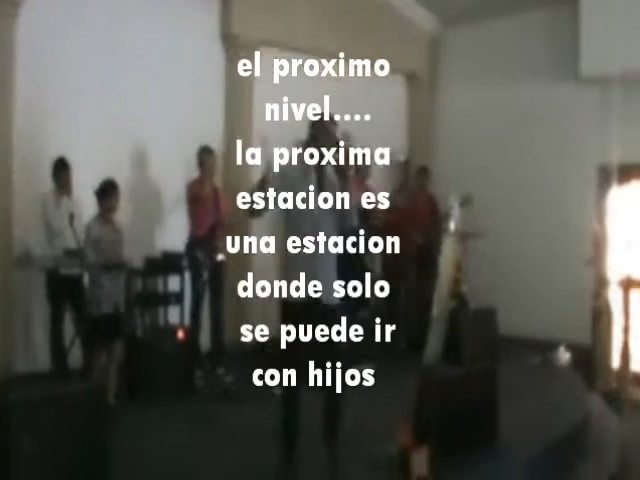 el proximo
nivel....
la proxima
estacion es
una estacion
donde solo
se puede ir
con hijos